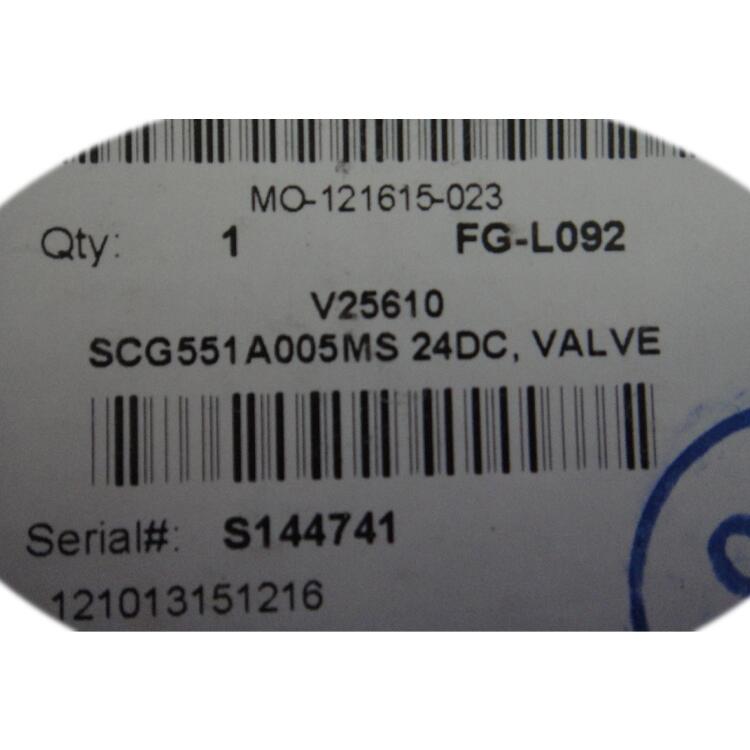 MO-121615-023
Qty: 1 FG-L092
V25610
SCG551A005MS 24DC, VALVE
Serial#: S144741
121013151216